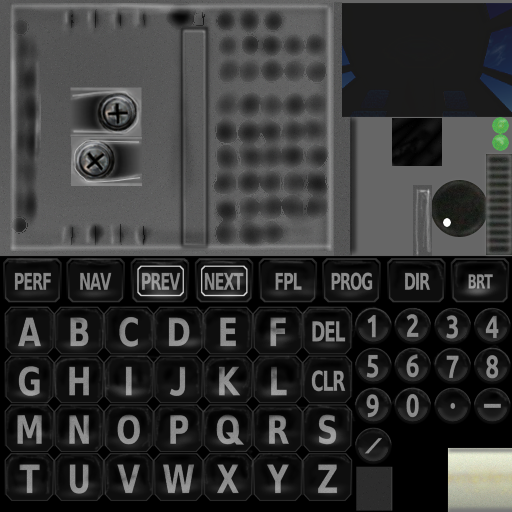 PERF NAV PREV NEXT FPL PROG DIR BRT
A B C D E F DEL 1 2 3 4
G H I J K L CLR 5 6 7 8
M N O P Q R S 9 0 · −
T U V W X Y Z /